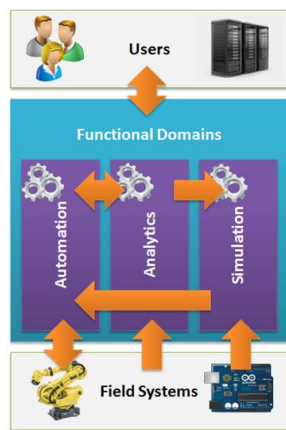 Users
Functional Domains
Automation
Analytics
Simulation
Field Systems